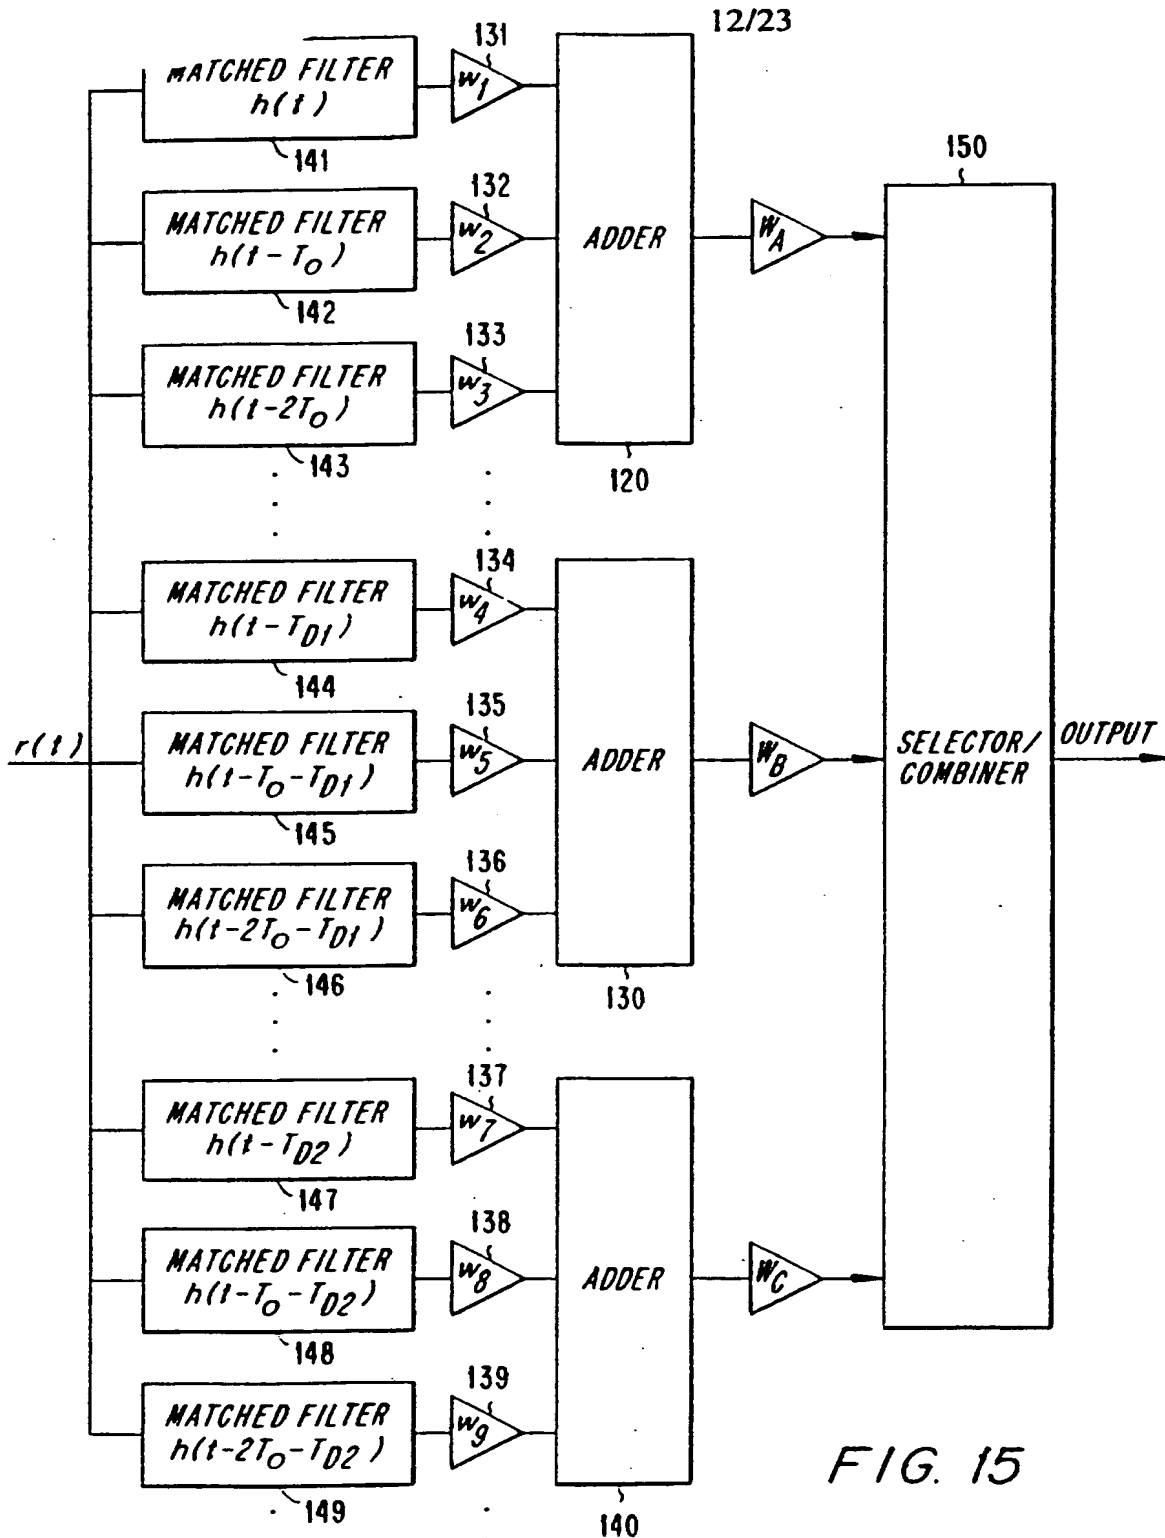 12/23
131
MATCHED FILTER
h(t)
w1
141
150
132
MATCHED FILTER
h(t-To)
w2
ADDER
WA
142
133
MATCHED FILTER
h(t-2To)
w3
143
120
134
MATCHED FILTER
h(t-TD1)
w4
144
135
r(t)
MATCHED FILTER
h(t-To-TD1)
w5
ADDER
WB
SELECTOR/
COMBINER
OUTPUT
145
136
MATCHED FILTER
h(t-2To-TD1)
w6
146
130
137
MATCHED FILTER
h(t-TD2)
w7
147
138
MATCHED FILTER
h(t-To-TD2)
w8
ADDER
WC
148
139
MATCHED FILTER
h(t-2To-TD2)
w9
149
140
FIG. 15